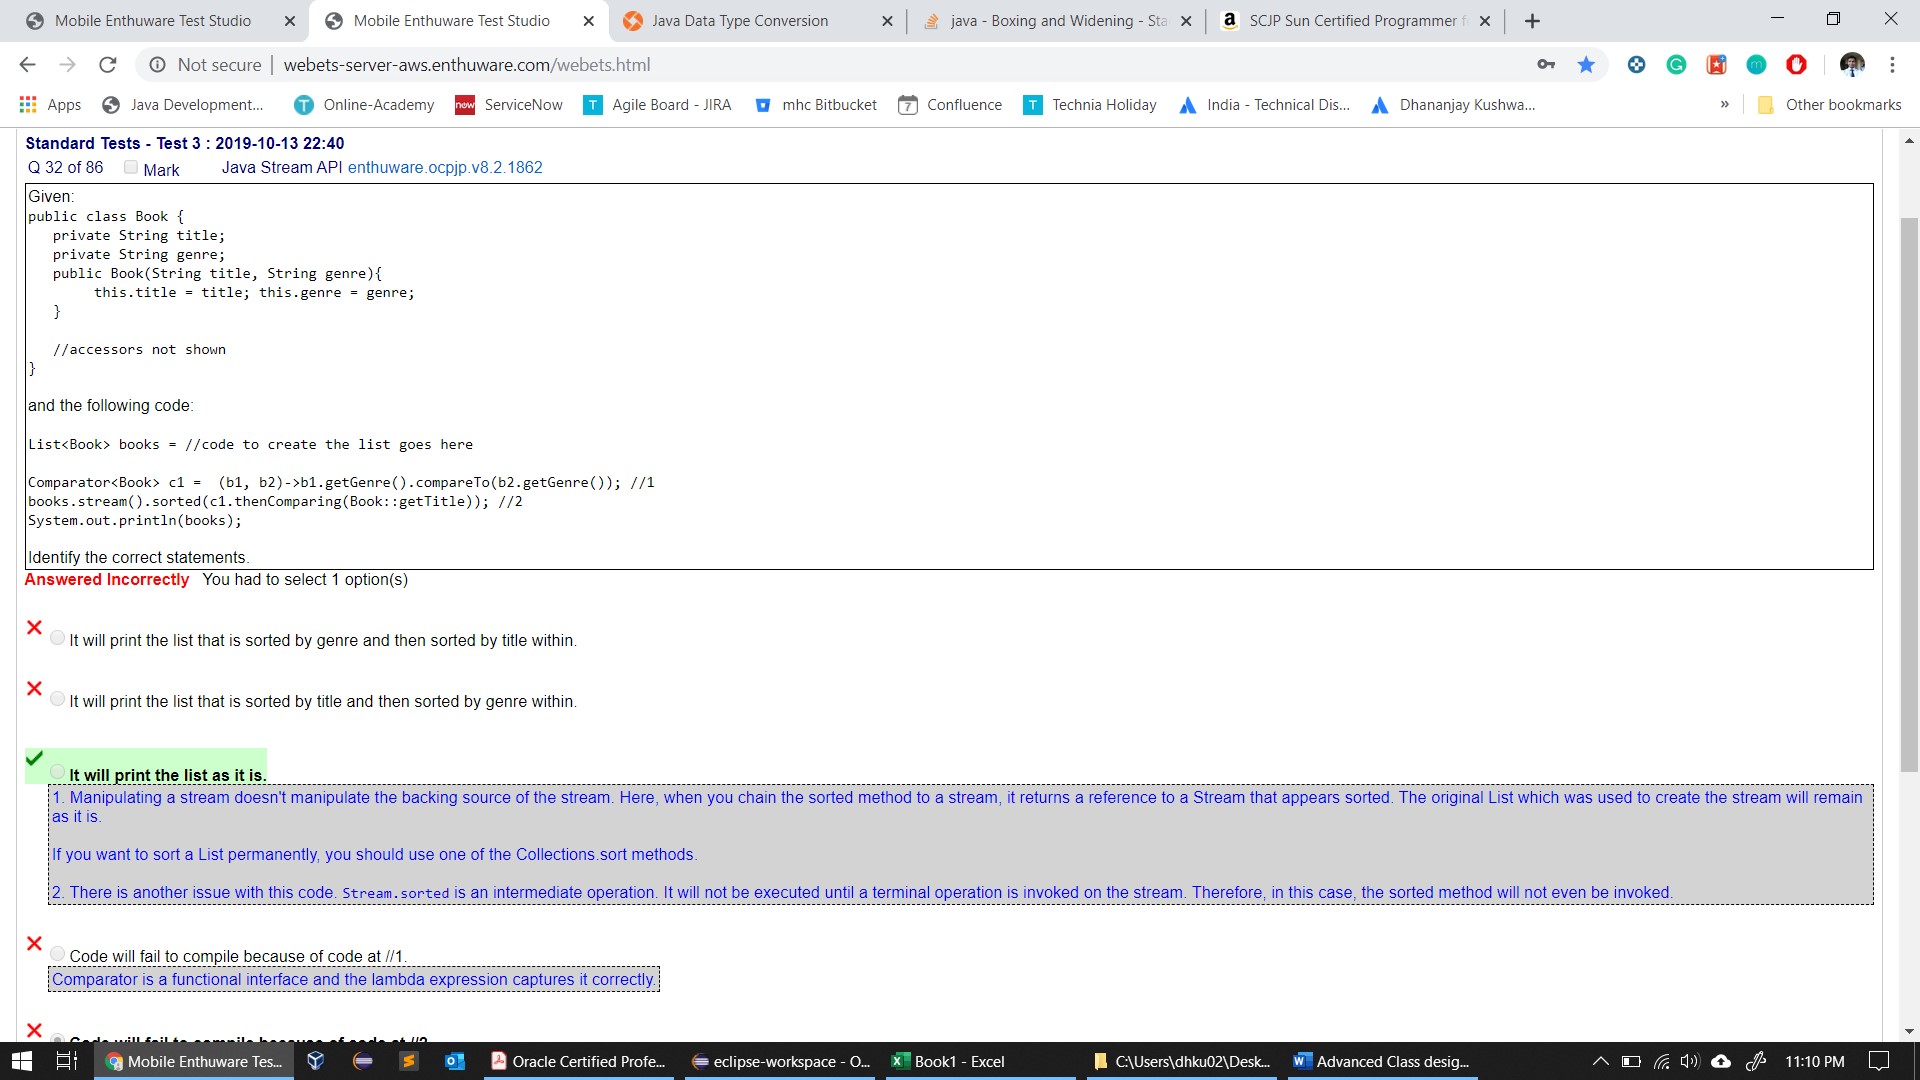 Mobile Enthuware Test Studio
Mobile Enthuware Test Studio
Java Data Type Conversion
java - Boxing and Widening - Sta
SCJP Sun Certified Programmer f
Not secure | webets-server-aws.enthuware.com/webets.html
Apps
Java Development...
T Online-Academy
now ServiceNow
T Agile Board - JIRA
mhc Bitbucket
7 Confluence
T Technia Holiday
India - Technical Dis...
Dhananjay Kushwa...
»
Other bookmarks
Standard Tests - Test 3 : 2019-10-13 22:40
Q 32 of 86 Mark Java Stream API enthuware.ocpjp.v8.2.1862
Given:
public class Book {
private String title;
private String genre;
public Book(String title, String genre){
this.title = title; this.genre = genre;
}
//accessors not shown
}
and the following code:
List<Book> books = //code to create the list goes here
Comparator<Book> c1 = (b1, b2)->b1.getGenre().compareTo(b2.getGenre()); //1
books.stream().sorted(c1.thenComparing(Book::getTitle)); //2
System.out.println(books);
Identify the correct statements.
Answered Incorrectly You had to select 1 option(s)
It will print the list that is sorted by genre and then sorted by title within.
It will print the list that is sorted by title and then sorted by genre within.
It will print the list as it is.
1. Manipulating a stream doesn't manipulate the backing source of the stream. Here, when you chain the sorted method to a stream, it returns a reference to a Stream that appears sorted. The original List which was used to create the stream will remain
as it is.
If you want to sort a List permanently, you should use one of the Collections.sort methods.
2. There is another issue with this code. Stream.sorted is an intermediate operation. It will not be executed until a terminal operation is invoked on the stream. Therefore, in this case, the sorted method will not even be invoked.
Code will fail to compile because of code at //1.
Comparator is a functional interface and the lambda expression captures it correctly.
Code will fail to compile because of code at //2
Mobile Enthuware Tes...
Oracle Certified Profe...
eclipse-workspace - O...
Book1 - Excel
C:\Users\dhku02\Desk...
Advanced Class desig...
11:10 PM